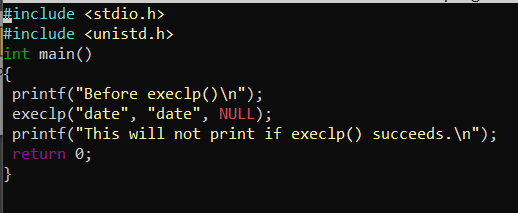 #include <stdio.h>
#include <unistd.h>
int main()
{
 printf("Before execlp()\n");
 execlp("date", "date", NULL);
 printf("This will not print if execlp() succeeds.\n");
 return 0;
}